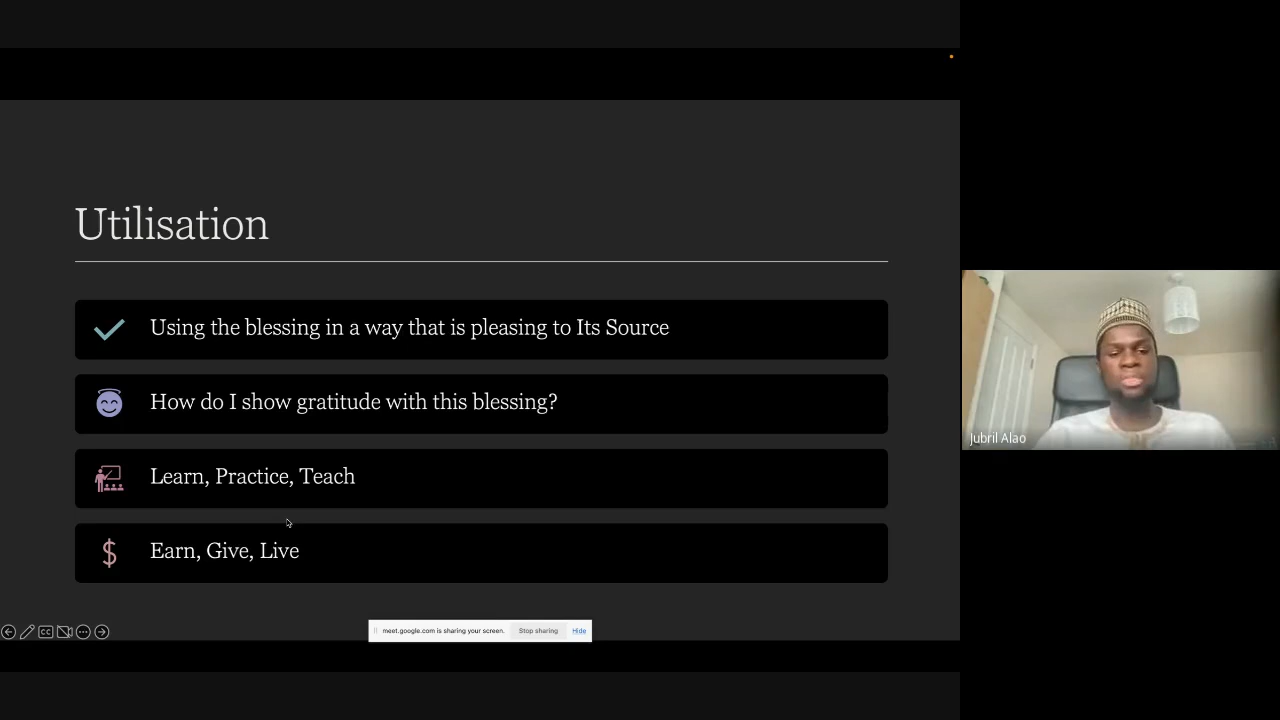 Utilisation
Using the blessing in a way that is pleasing to Its Source
How do I show gratitude with this blessing?
Learn, Practice, Teach
$ Earn, Give, Live
CC
meet.google.com is sharing your screen. Stop sharing Hide
Jubril Alao